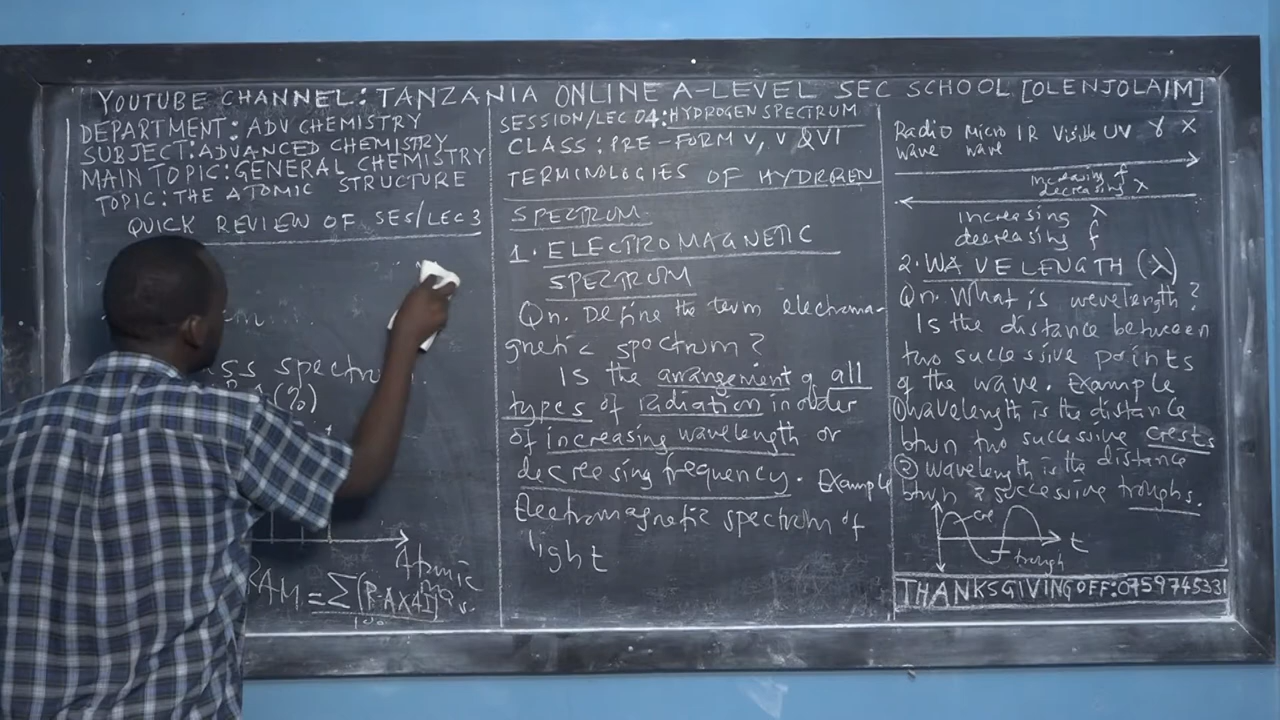 YOUTUBE CHANNEL: TANZANIA ONLINE A-LEVEL SEC SCHOOL [OLENJOLAIM]
DEPARTMENT: ADV CHEMISTRY
SUBJECT: ADVANCED CHEMISTRY
MAIN TOPIC: GENERAL CHEMISTRY
TOPIC: THE ATOMIC STRUCTURE
QUICK REVIEW OF SES/LEC 3
ss spectrum.
(%)
Atomic
RAM = Σ(R.A X A
100
SESSION/LEC 04: HYDROGEN SPECTRUM
CLASS: PRE-FORM V, V & VI
TERMINOLOGIES OF HYDROGEN
SPECTRUM
1. ELECTROMAGNETIC
SPECTRUM
Qn. Define the term electroma-
gnetic spectrum?
Is the arrangement of all
types of radiation in order
of increasing wavelength or
decreasing frequency. Example
Electromagnetic spectrum of
light
Radio Micro IR Visible UV γ X
wave wave
increasing f
decreasing λ
increasing λ
decreasing f
2. WAVELENGTH (λ)
Qn. What is wavelength?
Is the distance between
two successive points
of the wave. Example
① wavelength is the distance
btwn two successive crests
② wavelength is the distance
btwn 2 successive troughs.
t
trough
THANKSGIVING OFF: 0759745331